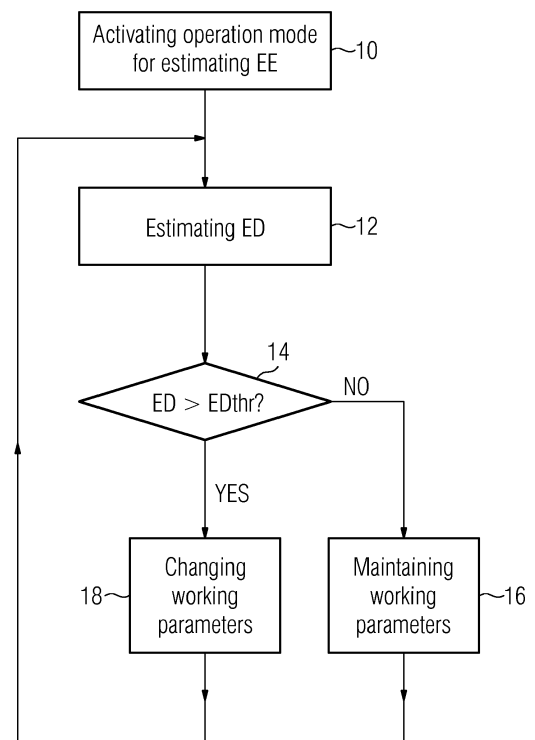 Activating operation mode
for estimating EE
10
Estimating ED
12
14
ED > EDthr?
NO
YES
Changing
working
parameters
18
Maintaining
working
parameters
16